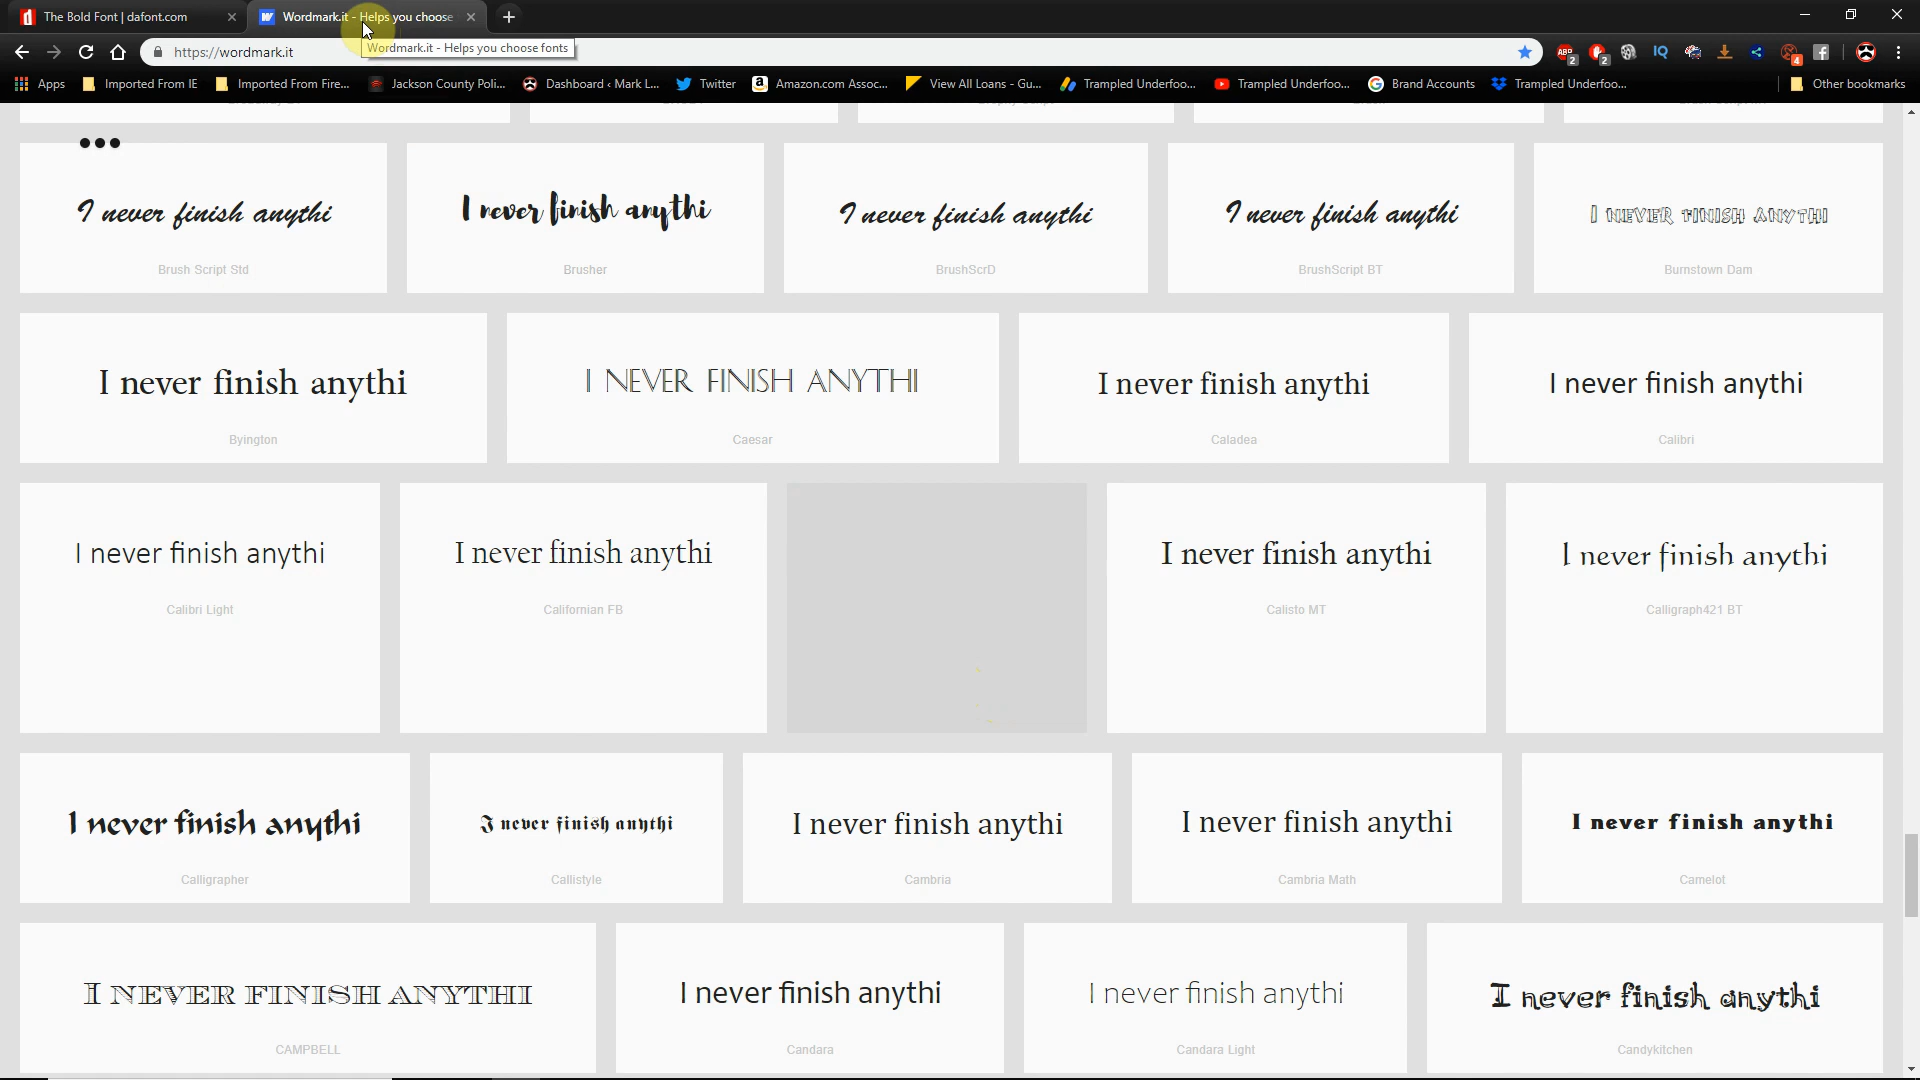 The Bold Font | dafont.com
Wordmark.it - Helps you choose
https://wordmark.it
Wordmark.it - Helps you choose fonts
ABP
2
2
IQ
4
Apps
Imported From IE
Imported From Fire...
Jackson County Poli...
Dashboard ‹ Mark L...
Twitter
Amazon.com Assoc...
View All Loans - Gu...
Trampled Underfoo...
Trampled Underfoo...
Brand Accounts
Trampled Underfoo...
Other bookmarks
I never finish anythi
I never finish anythi
I never finish anythi
I never finish anythi
I NEVER FINISH ANYTHI
Brush Script Std
Brusher
BrushScrD
BrushScript BT
Burnstown Dam
I never finish anythi
I NEVER FINISH ANYTHI
I never finish anythi
I never finish anythi
Byington
Caesar
Caladea
Calibri
I never finish anythi
I never finish anythi
I never finish anythi
I never finish anythi
Calibri Light
Californian FB
Calisto MT
Calligraph421 BT
I never finish anythi
I never finish anythi
I never finish anythi
I never finish anythi
I never finish anythi
Calligrapher
Callistyle
Cambria
Cambria Math
Camelot
I NEVER FINISH ANYTHI
I never finish anythi
I never finish anythi
I never finish anythi
CAMPBELL
Candara
Candara Light
Candykitchen